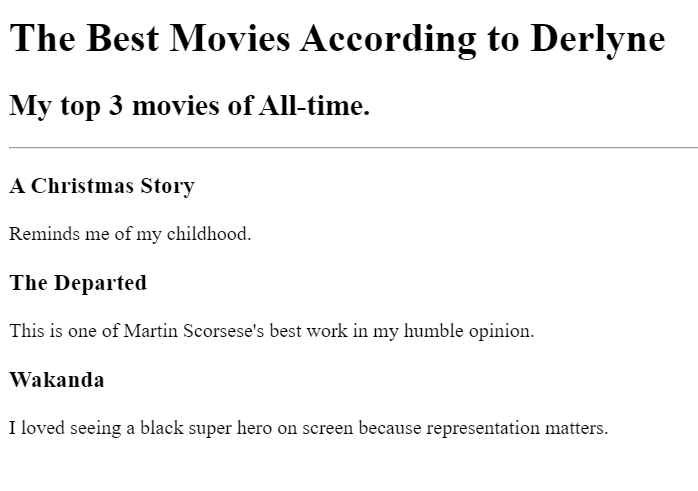 The Best Movies According to Derlyne
My top 3 movies of All-time.
A Christmas Story
Reminds me of my childhood.
The Departed
This is one of Martin Scorsese's best work in my humble opinion.
Wakanda
I loved seeing a black super hero on screen because representation matters.